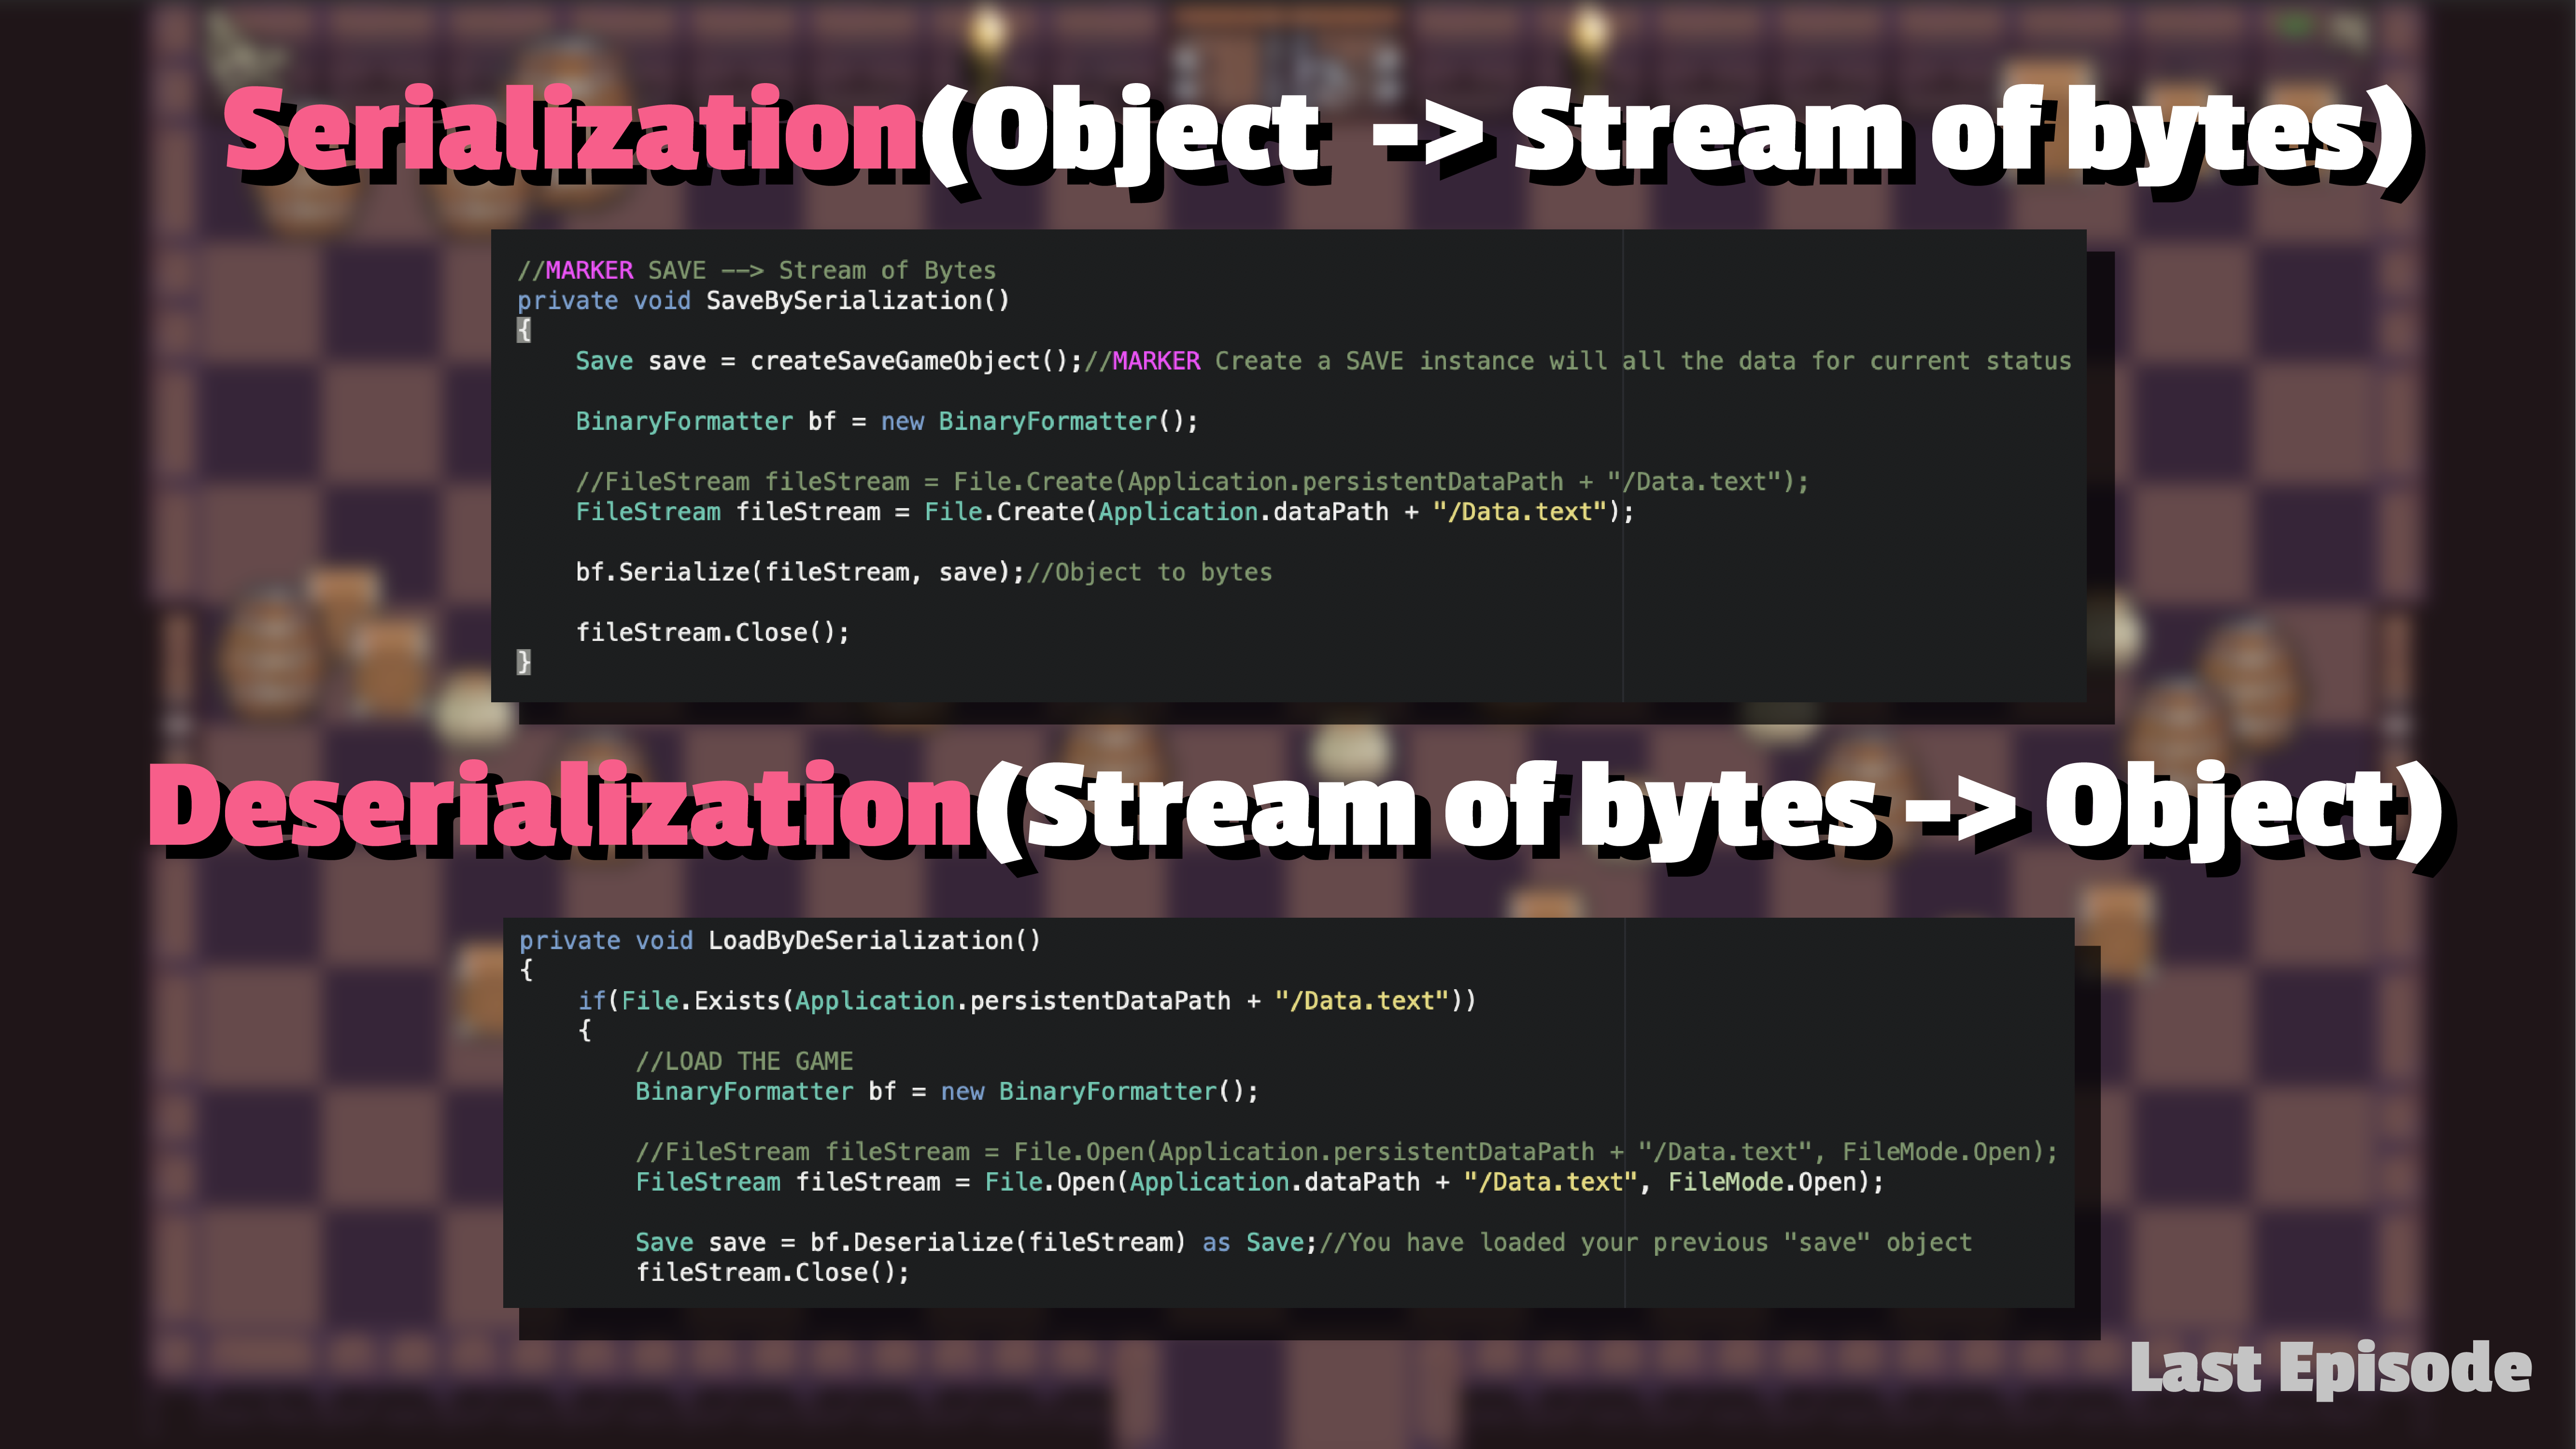 Serialization(Object -> Stream of bytes)
//MARKER SAVE --> Stream of Bytes
private void SaveBySerialization()
{
Save save = createSaveGameObject();//MARKER Create a SAVE instance will all the data for current status
BinaryFormatter bf = new BinaryFormatter();
//FileStream fileStream = File.Create(Application.persistentDataPath + "/Data.text");
FileStream fileStream = File.Create(Application.dataPath + "/Data.text");
bf.Serialize(fileStream, save);//Object to bytes
fileStream.Close();
}
Deserialization(Stream of bytes -> Object)
private void LoadByDeSerialization()
{
if(File.Exists(Application.persistentDataPath + "/Data.text"))
{
//LOAD THE GAME
BinaryFormatter bf = new BinaryFormatter();
//FileStream fileStream = File.Open(Application.persistentDataPath + "/Data.text", FileMode.Open);
FileStream fileStream = File.Open(Application.dataPath + "/Data.text", FileMode.Open);
Save save = bf.Deserialize(fileStream) as Save;//You have loaded your previous "save" object
fileStream.Close();
Last Episode